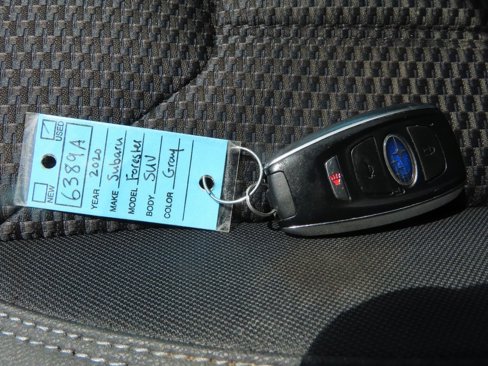 NEW USED
6389A
YEAR 2020
MAKE Subaru
MODEL Forester
BODY SUV
COLOR Gray